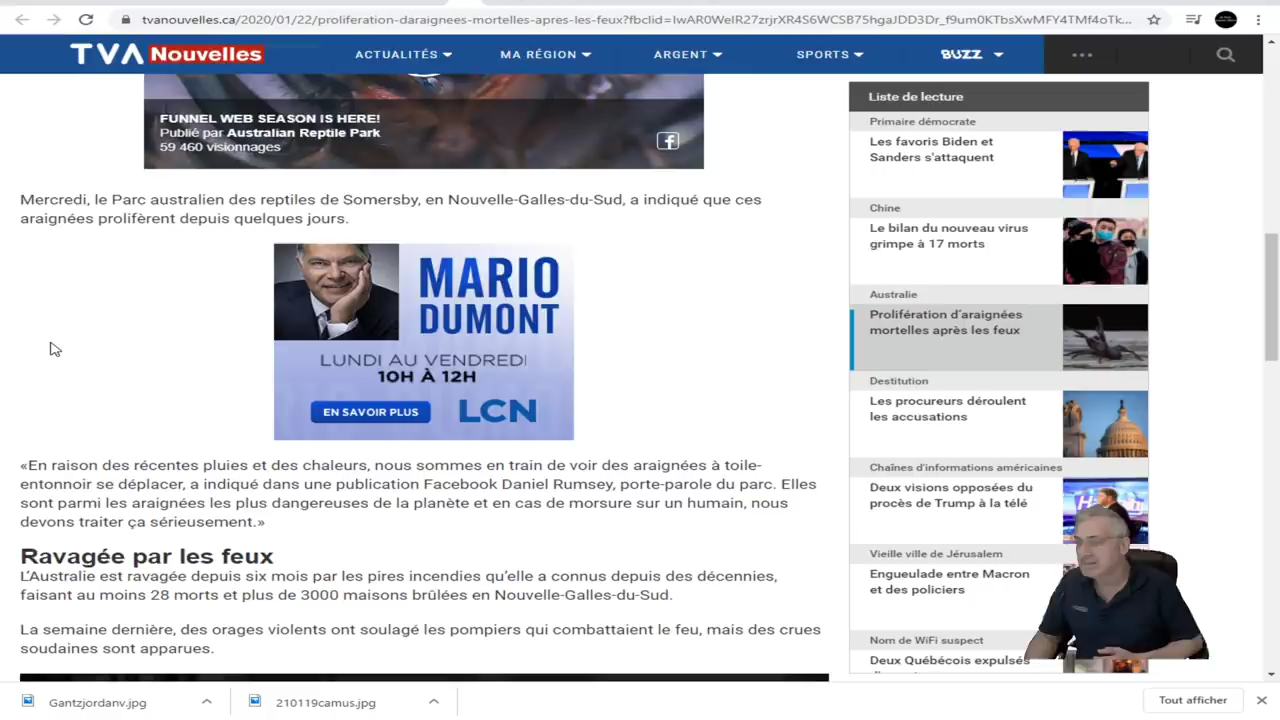 tvanouvelles.ca/2020/01/22/proliferation-daraignees-mortelles-apres-les-feux?fbclid=IwAR0WeIR27zrjrXR4S6WCSB75hgaJDD3Dr_f9um0KTbsXwMFY4TMf4oTk...
TVA Nouvelles
ACTUALITÉS
MA RÉGION
ARGENT
SPORTS
BUZZ
FUNNEL WEB SEASON IS HERE!
Publié par Australian Reptile Park
59 460 visionnages
Mercredi, le Parc australien des reptiles de Somersby, en Nouvelle-Galles-du-Sud, a indiqué que ces
araignées prolifèrent depuis quelques jours.
MARIO
DUMONT
LUNDI AU VENDREDI
10H À 12H
EN SAVOIR PLUS
LCN
«En raison des récentes pluies et des chaleurs, nous sommes en train de voir des araignées à toile-
entonnoir se déplacer, a indiqué dans une publication Facebook Daniel Rumsey, porte-parole du parc. Elles
sont parmi les araignées les plus dangereuses de la planète et en cas de morsure sur un humain, nous
devons traiter ça sérieusement.»
Ravagée par les feux
L'Australie est ravagée depuis six mois par les pires incendies qu'elle a connus depuis des décennies,
faisant au moins 28 morts et plus de 3000 maisons brûlées en Nouvelle-Galles-du-Sud.
La semaine dernière, des orages violents ont soulagé les pompiers qui combattaient le feu, mais des crues
soudaines sont apparues.
Liste de lecture
Primaire démocrate
Les favoris Biden et
Sanders s'attaquent
Chine
Le bilan du nouveau virus
grimpe à 17 morts
Australie
Prolifération d'araignées
mortelles après les feux
Destitution
Les procureurs déroulent
les accusations
Chaînes d'informations américaines
Deux visions opposées du
procès de Trump à la télé
Vieille ville de Jérusalem
Engueulade entre Macron
et des policiers
Nom de WiFi suspect
Deux Québécois expulsés
Gantzjordanv.jpg
210119camus.jpg
Tout afficher